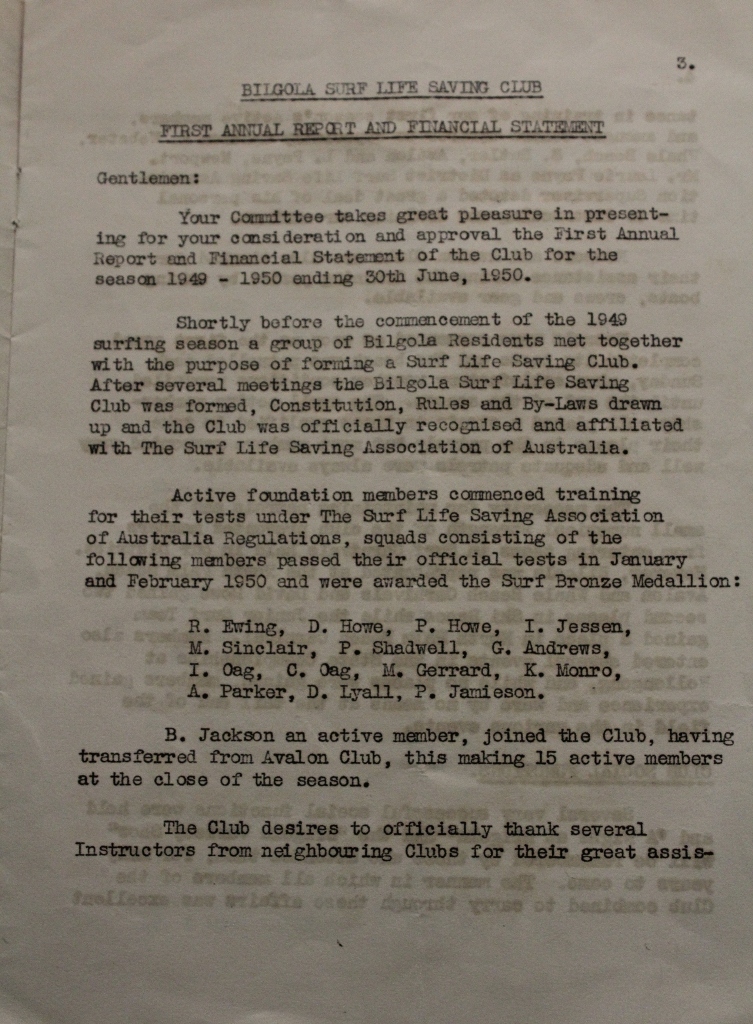 3.
BILGOLA SURF LIFE SAVING CLUB
FIRST ANNUAL REPORT AND FINANCIAL STATEMENT
Gentlemen:
Your Committee takes great pleasure in present-
ing for your consideration and approval the First Annual
Report and Financial Statement of the Club for the
season 1949 - 1950 ending 30th June, 1950.
Shortly before the commencement of the 1949
surfing season a group of Bilgola Residents met together
with the purpose of forming a Surf Life Saving Club.
After several meetings the Bilgola Surf Life Saving
Club was formed, Constitution, Rules and By-Laws drawn
up and the Club was officially recognised and affiliated
with The Surf Life Saving Association of Australia.
Active foundation members commenced training
for their tests under The Surf Life Saving Association
of Australia Regulations, squads consisting of the
following members passed their official tests in January
and February 1950 and were awarded the Surf Bronze Medallion:
R. Ewing, D. Howe, P. Howe, I. Jessen,
M. Sinclair, P. Shadwell, G. Andrews,
I. Oag, C. Oag, M. Gerrard, K. Monro,
A. Parker, D. Lyall, P. Jamieson.
B. Jackson an active member, joined the Club, having
transferred from Avalon Club, this making 15 active members
at the close of the season.
The Club desires to officially thank several
Instructors from neighbouring Clubs for their great assis-